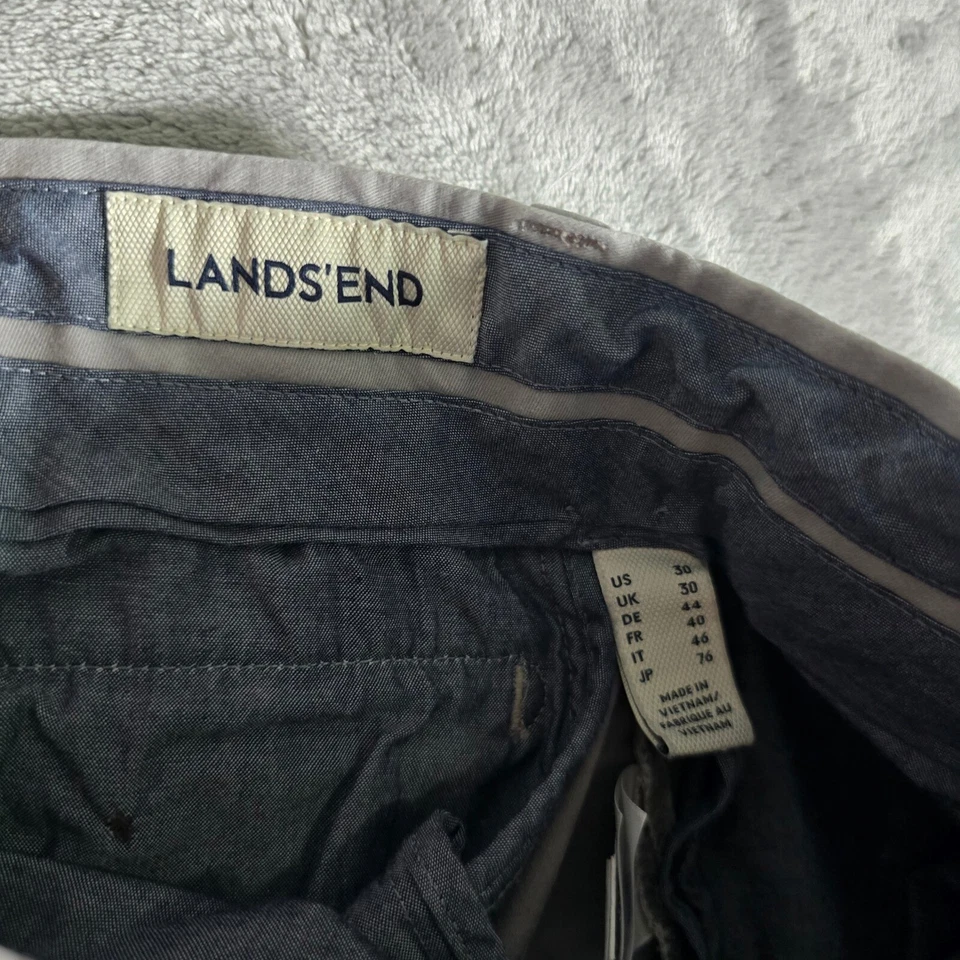 LANDS'END
US 30
UK 30
DE 44
FR 40
IT 46
JP 76
MADE IN
VIETNAM/
FABRIQUÉ AU
VIETNAM